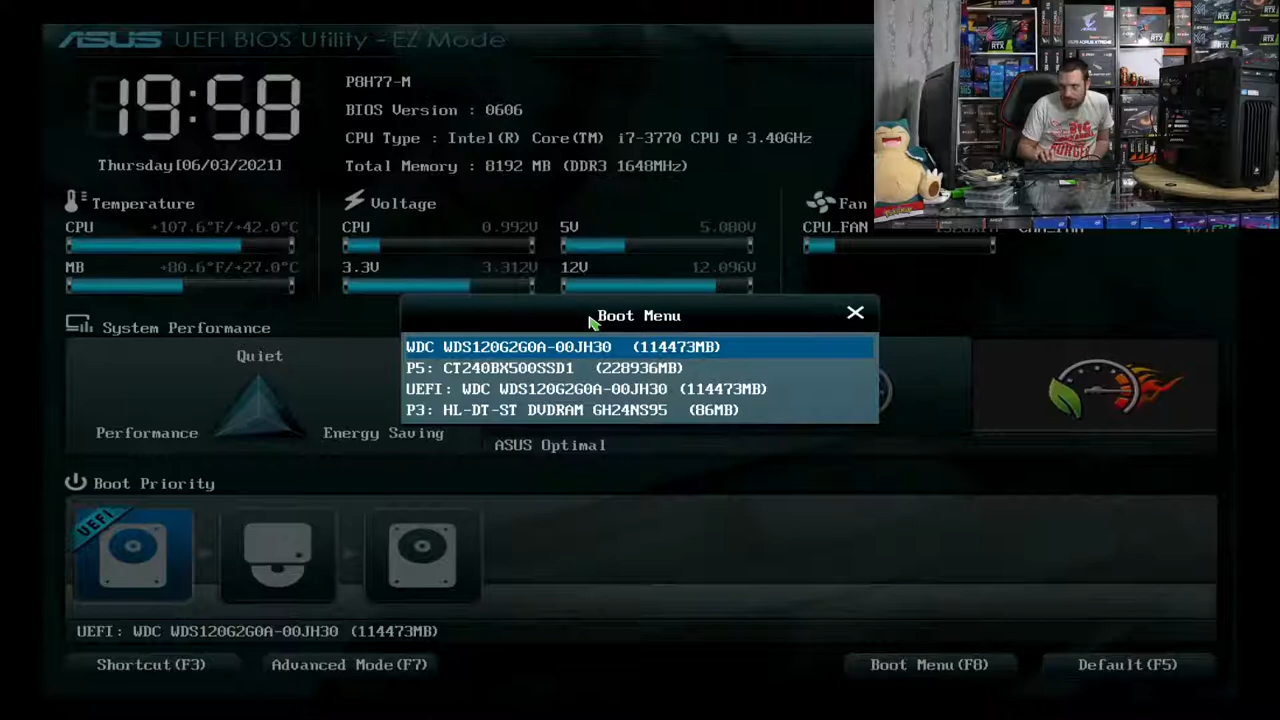 ASUS UEFI BIOS Utility - EZ Mode
19:58
Thursday[06/03/2021]
P8H77-M
BIOS Version : 0606
CPU Type : Intel(R) Core(TM) i7-3770 CPU @ 3.40GHz
Total Memory : 8192 MB (DDR3 1648MHz)
Temperature
CPU +107.6°F/+42.0°C
MB +80.6°F/+27.0°C
Voltage
CPU 0.992V 5V 5.080V
3.3V 3.312V 12V 12.096V
Fan
CPU_FAN
Boot Menu
WDC WDS120G2G0A-00JH30 (114473MB)
P5: CT240BX500SSD1 (228936MB)
UEFI: WDC WDS120G2G0A-00JH30 (114473MB)
P3: HL-DT-ST DVDRAM GH24NS95 (86MB)
System Performance
Quiet
Performance
Energy Saving
ASUS Optimal
Boot Priority
UEFI
UEFI: WDC WDS120G2G0A-00JH30 (114473MB)
Shortcut(F3)
Advanced Mode(F7)
Boot Menu(F8)
Default(F5)